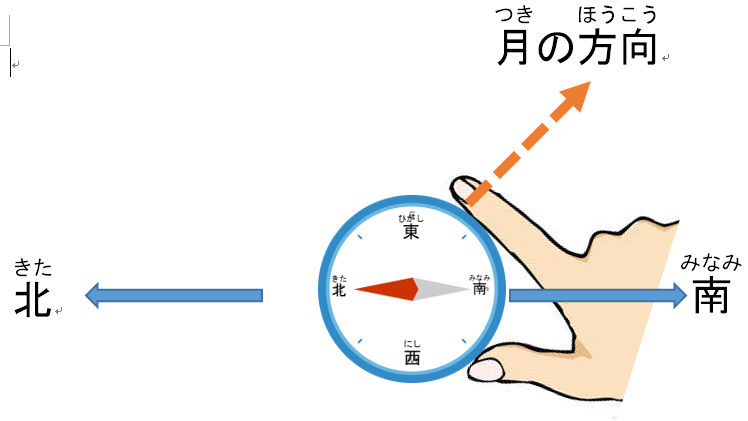 つき ほうこう
月の方向
ひがし
東
きた
北
きた
北
みなみ
南
みなみ
南
にし
西